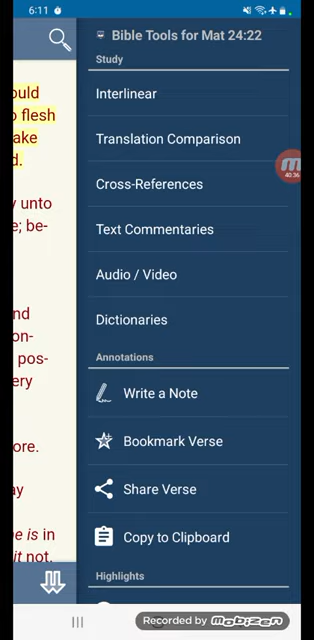 6:11
Bible Tools for Mat 24:22
Study
ould
flesh
ake
d.
Interlinear
Translation Comparison
Cross-References
unto
e; be-
Text Commentaries
Audio / Video
nd
on-
Dictionaries
pos-
ery
Annotations
Write a Note
ore.
Bookmark Verse
ay
Share Verse
e is in
it not,
Copy to Clipboard
Highlights
40:36
Recorded by Mobizen